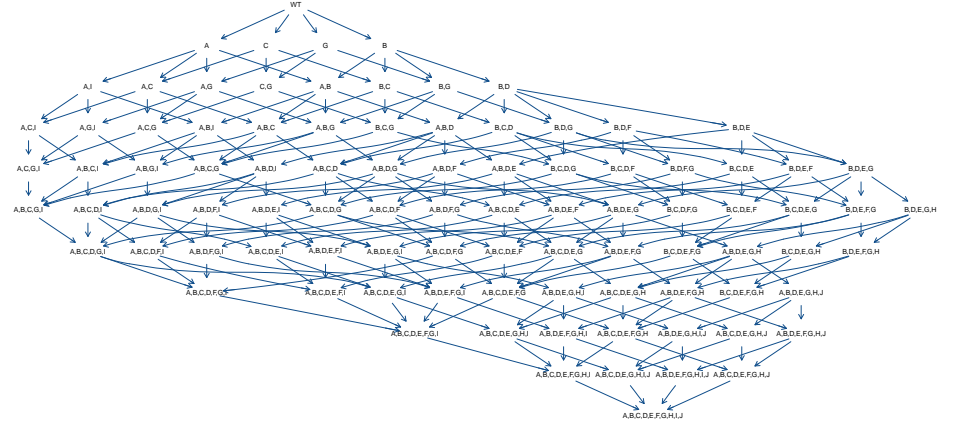 WT
A C G B
A,I A,C A,G C,G A,B B,C B,G B,D
A,C,I A,G,I A,C,G A,B,I A,B,C A,B,G B,C,G A,B,D B,C,D B,D,G B,D,F B,D,E
A,C,G,I A,B,C,I A,B,G,I A,B,C,G A,B,D,I A,B,C,D A,B,D,G A,B,D,F A,B,D,E B,C,D,G B,C,D,F B,D,F,G B,C,D,E B,D,E,F B,D,E,G
A,B,C,G,I A,B,C,D,I A,B,D,G,I A,B,D,F,I A,B,D,E,I A,B,C,D,G A,B,C,D,F A,B,D,F,G A,B,C,D,E A,B,D,E,F A,B,D,E,G B,C,D,F,G B,C,D,E,F B,C,D,E,G B,D,E,F,G B,D,E,G,H
A,B,C,D,G,I A,B,C,D,F,I A,B,D,F,G,I A,B,C,D,E,I A,B,D,E,F,I A,B,D,E,G,I A,B,C,D,F,G A,B,C,D,E,F A,B,C,D,E,G A,B,D,E,F,G B,C,D,E,F,G A,B,D,E,G,H B,C,D,E,G,H B,D,E,F,G,H
A,B,C,D,F,G,I A,B,C,D,E,F,I A,B,C,D,E,G,I A,B,D,E,F,G,I A,B,C,D,E,F,G A,B,D,E,G,H,I A,B,C,D,E,G,H A,B,D,E,F,G,H B,C,D,E,F,G,H A,B,D,E,G,H,J
A,B,C,D,E,F,G,I A,B,C,D,E,G,H,I A,B,D,E,F,G,H,I A,B,C,D,E,F,G,H A,B,D,E,G,H,I,J A,B,C,D,E,G,H,J A,B,D,E,F,G,H,J
A,B,C,D,E,F,G,H,I A,B,C,D,E,G,H,I,J A,B,D,E,F,G,H,I,J A,B,C,D,E,F,G,H,J
A,B,C,D,E,F,G,H,I,J